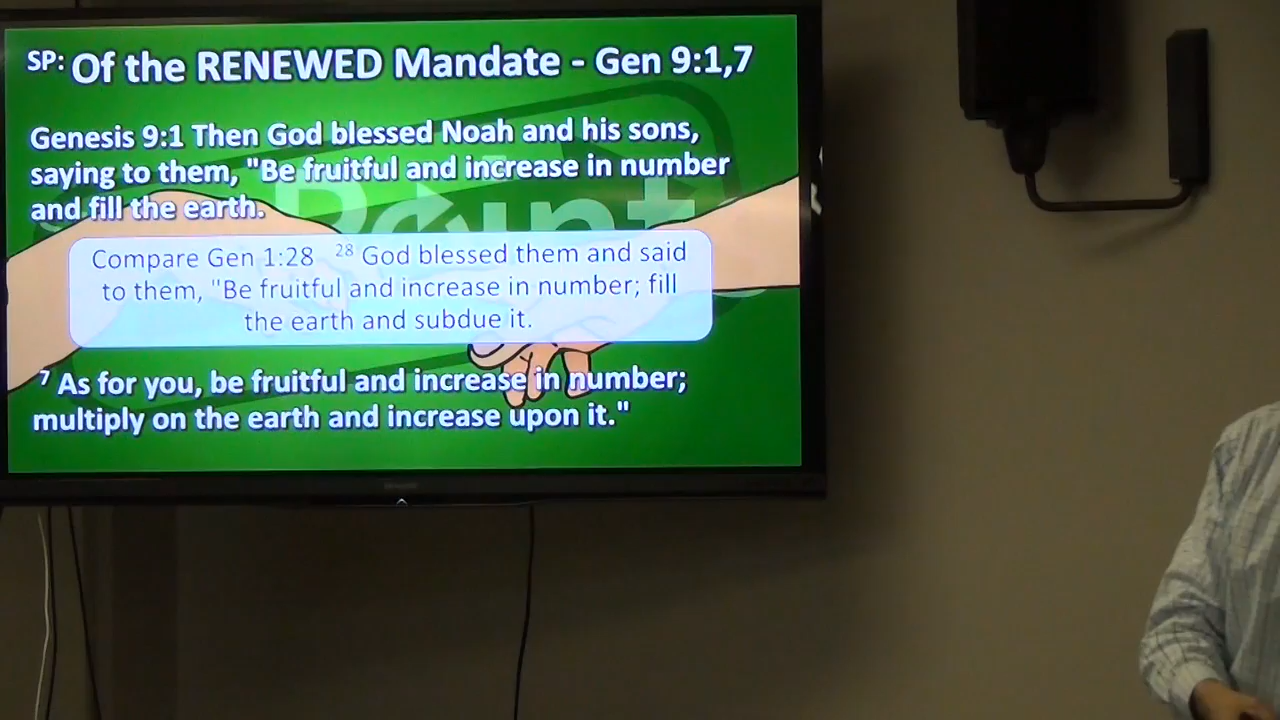 SP: Of the RENEWED Mandate - Gen 9:1,7
Genesis 9:1 Then God blessed Noah and his sons,
saying to them, "Be fruitful and increase in number
and fill the earth.
Compare Gen 1:28 28 God blessed them and said
to them, "Be fruitful and increase in number; fill
the earth and subdue it.
7 As for you, be fruitful and increase in number;
multiply on the earth and increase upon it."